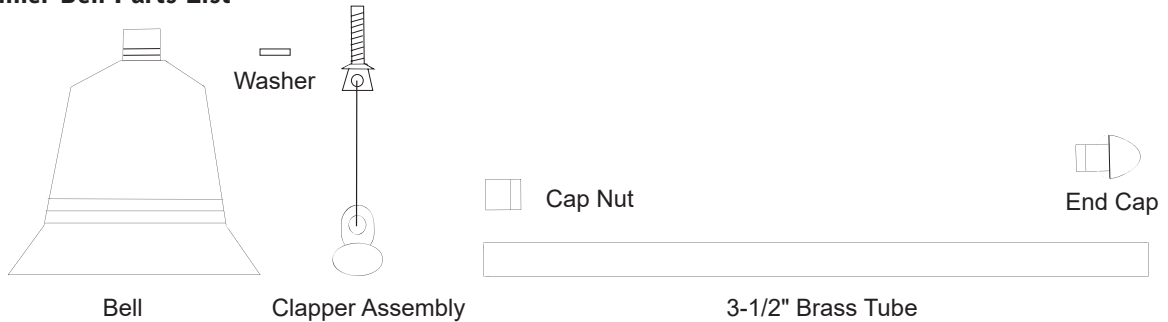 Bell Parts List
Washer
Cap Nut
End Cap
Bell
Clapper Assembly
3-1/2" Brass Tube